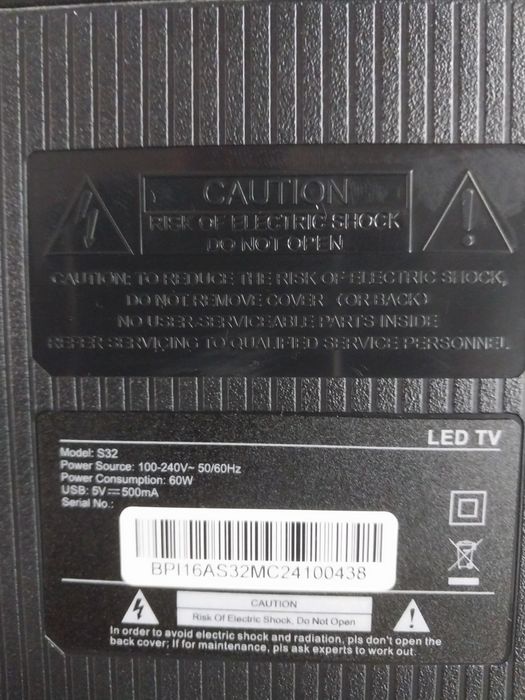 CAUTION
RISK OF ELECTRIC SHOCK
DO NOT OPEN
CAUTION: TO REDUCE THE RISK OF ELECTRIC SHOCK,
DO NOT REMOVE COVER (OR BACK)
NO USER-SERVICEABLE PARTS INSIDE
REFER SERVICING TO QUALIFIED SERVICE PERSONNEL
LED TV
Model: S32
Power Source: 100-240V~ 50/60Hz
Power Consumption: 60W
USB: 5V⎓500mA
Serial No.:
BPI16AS32MC24100438
CAUTION
Risk Of Electric Shock, Do Not Open
In order to avoid electric shock and radiation, pls don't open the
back cover; If for maintenance, pls ask experts to work out.